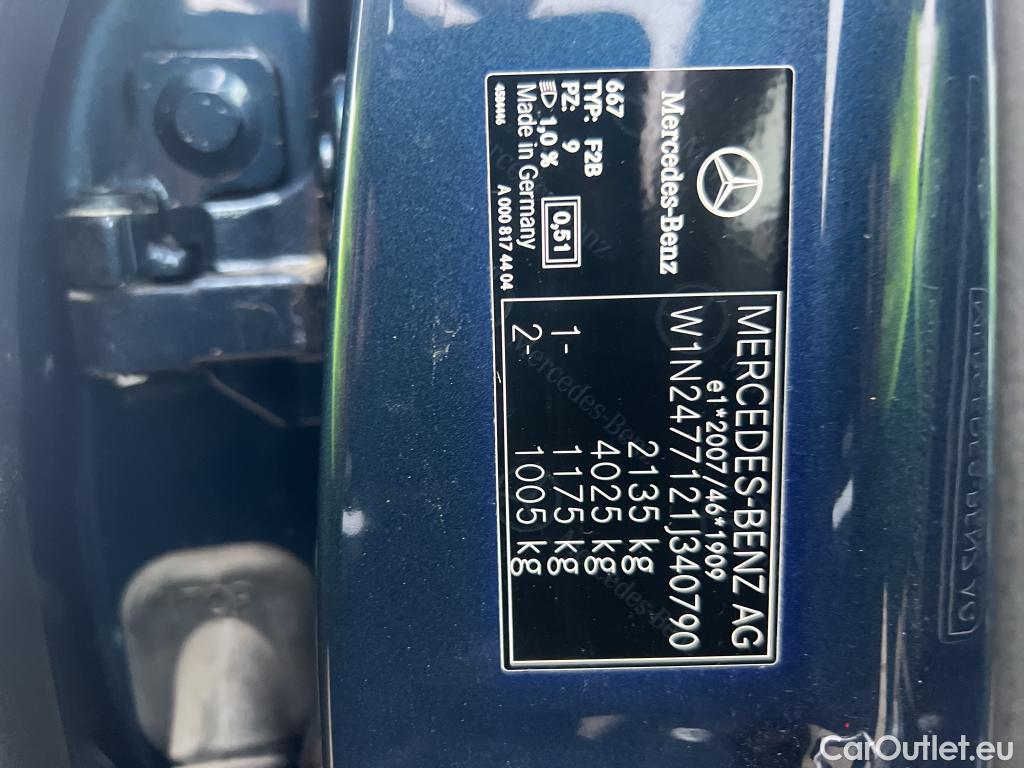 Mercedes-Benz
667
TYP: F2B
PZ: 9
1,0 %
0,51
Made in Germany
4584446
A 000 817 44 04
MERCEDES-BENZ AG
e1*2007/46*1909
W1N2477121J340790
2135 kg
4025 kg
1- 1175 kg
2- 1005 kg
TOP
CarOutlet.eu